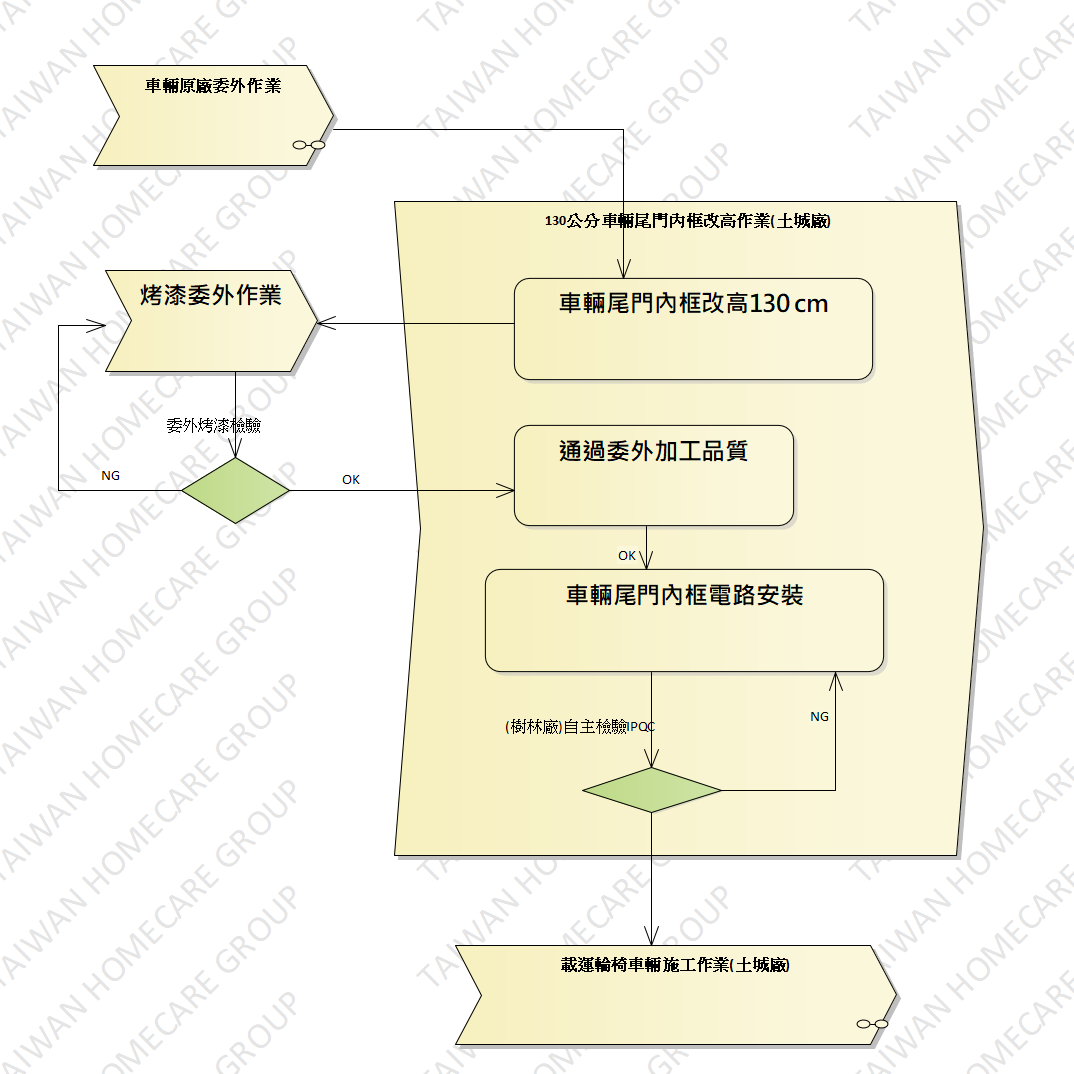 車輛原廠委外作業
130公分車輛尾門內框改高作業(土城廠)
車輛尾門內框改高130 cm
烤漆委外作業
委外烤漆檢驗
NG
OK
通過委外加工品質
OK
車輛尾門內框電路安裝
(樹林廠)自主檢驗IPQC
NG
載運輪椅車輛施工作業(土城廠)
TAIWAN HOMECARE GROUP